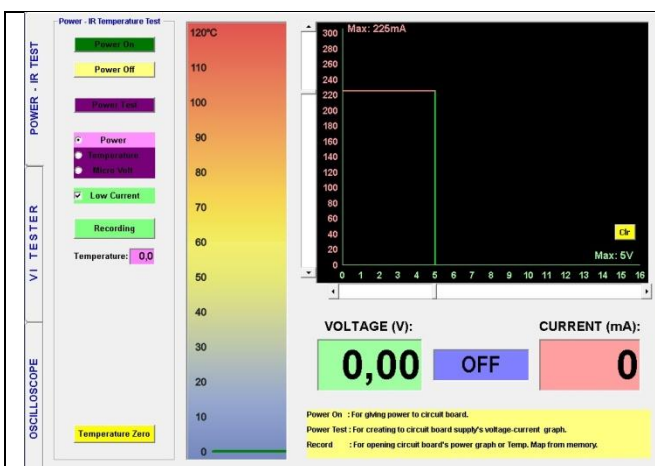 POWER - IR TEST
VI TESTER
OSCILLOSCOPE
Power - IR Temperature Test
Power On
Power Off
Power Test
Power
Temperature
Micro Volt
Low Current
Recording
Temperature: 0,0
Temperature Zero
120°C
110
100
90
80
70
60
50
40
30
20
10
0
Max: 225mA
300
280
260
240
220
200
180
160
140
120
100
80
60
40
20
0
Clr
Max: 5V
0 1 2 3 4 5 6 7 8 9 10 11 12 13 14 15 16
VOLTAGE (V): CURRENT (mA):
0,00 OFF 0
Power On : For giving power to circuit board.
Power Test : For creating to circuit board supply's voltage-current graph.
Record : For opening circuit board's power graph or Temp. Map from memory.